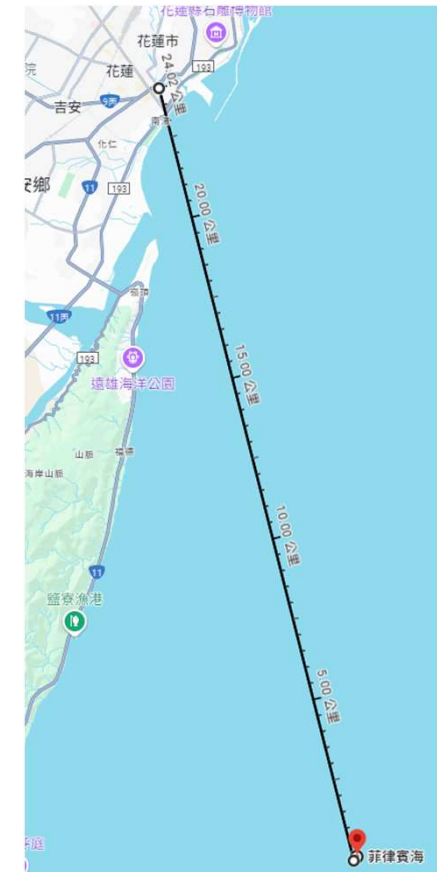 花蓮縣石雕博物館
花蓮市
193
花蓮
24.02 公里
9丙
吉安
南濱
化仁
11
193
20.00 公里
11丙
嶺頂
193
15.00 公里
遠雄海洋公園
山脈
海岸山脈
10.00 公里
11
鹽寮漁港
5.00 公里
菲律賓海